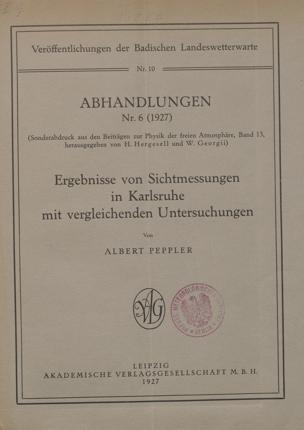 Veröffentlichungen der Badischen Landeswetterwarte
Nr. 10
ABHANDLUNGEN
Nr. 6 (1927)
(Sonderabdruck aus den Beiträgen zur Physik der freien Atmosphäre, Band 13,
herausgegeben von H. Hergesell und W. Georgii)
Ergebnisse von Sichtmessungen
in Karlsruhe
mit vergleichenden Untersuchungen
Von
ALBERT PEPPLER
LEIPZIG
AKADEMISCHE VERLAGSGESELLSCHAFT M. B. H.
1927